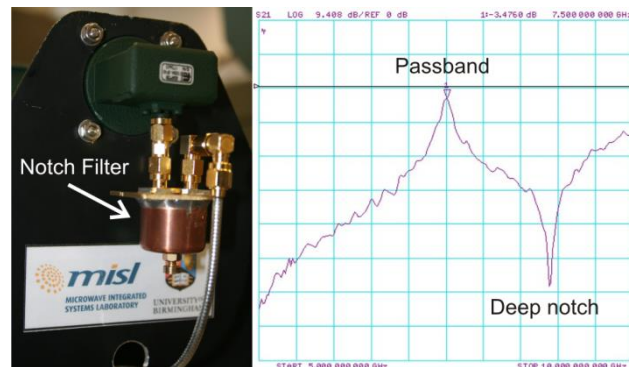 Notch Filter
misl
MICROWAVE INTEGRATED
SYSTEMS LABORATORY
UNIVERSITY
BIRMINGHAM
S21 LOG 9.408 dB/REF 0 dB 1:-3.4760 dB 7.500 000 000 GHz
Passband
Deep notch
START 5.000 000 000 GHz STOP 10.000 000 000 GHz